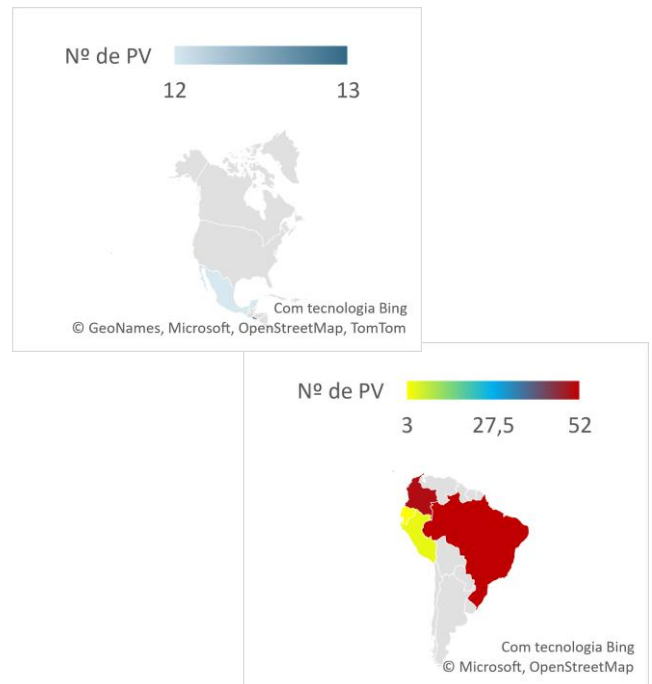 Nº de PV
12 13
Com tecnologia Bing
© GeoNames, Microsoft, OpenStreetMap, TomTom
Nº de PV
3 27,5 52
Com tecnologia Bing
© Microsoft, OpenStreetMap